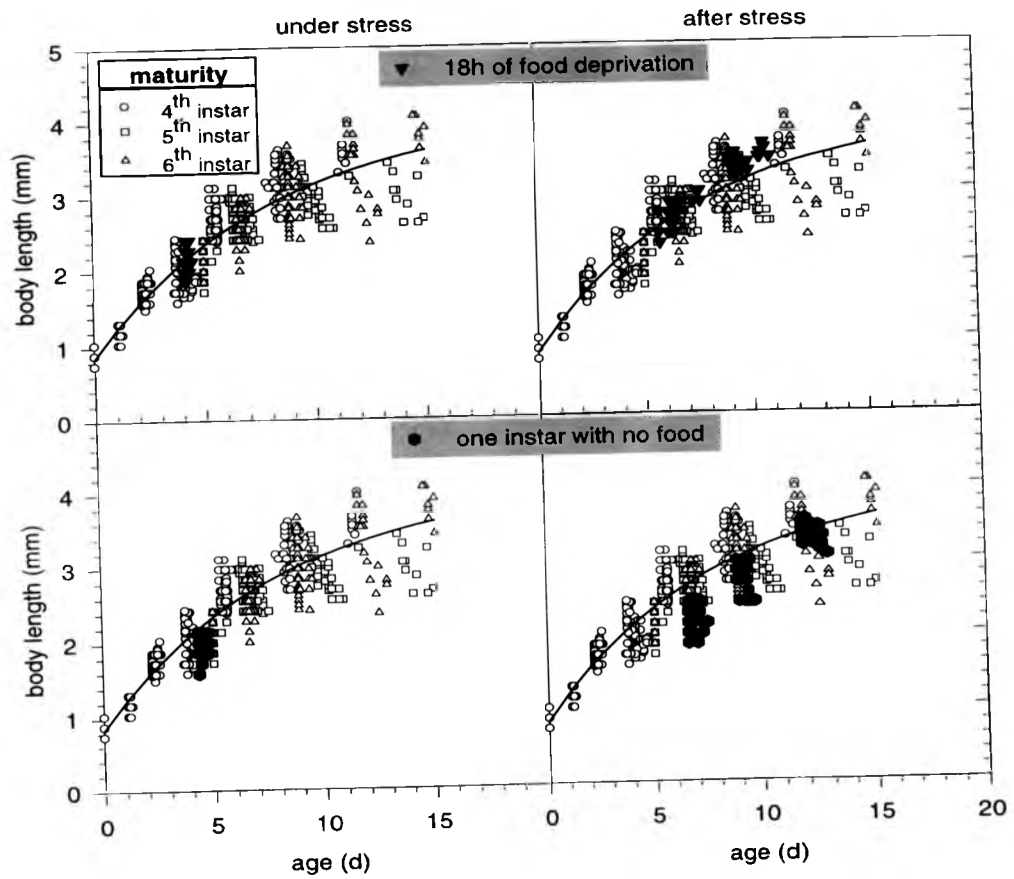 under stress
after stress
18h of food deprivation
maturity
4th instar
5th instar
6th instar
body length (mm)
5
4
3
2
1
0
one instar with no food
body length (mm)
4
3
2
1
0
0 5 10 15
0 5 10 15 20
age (d)
age (d)